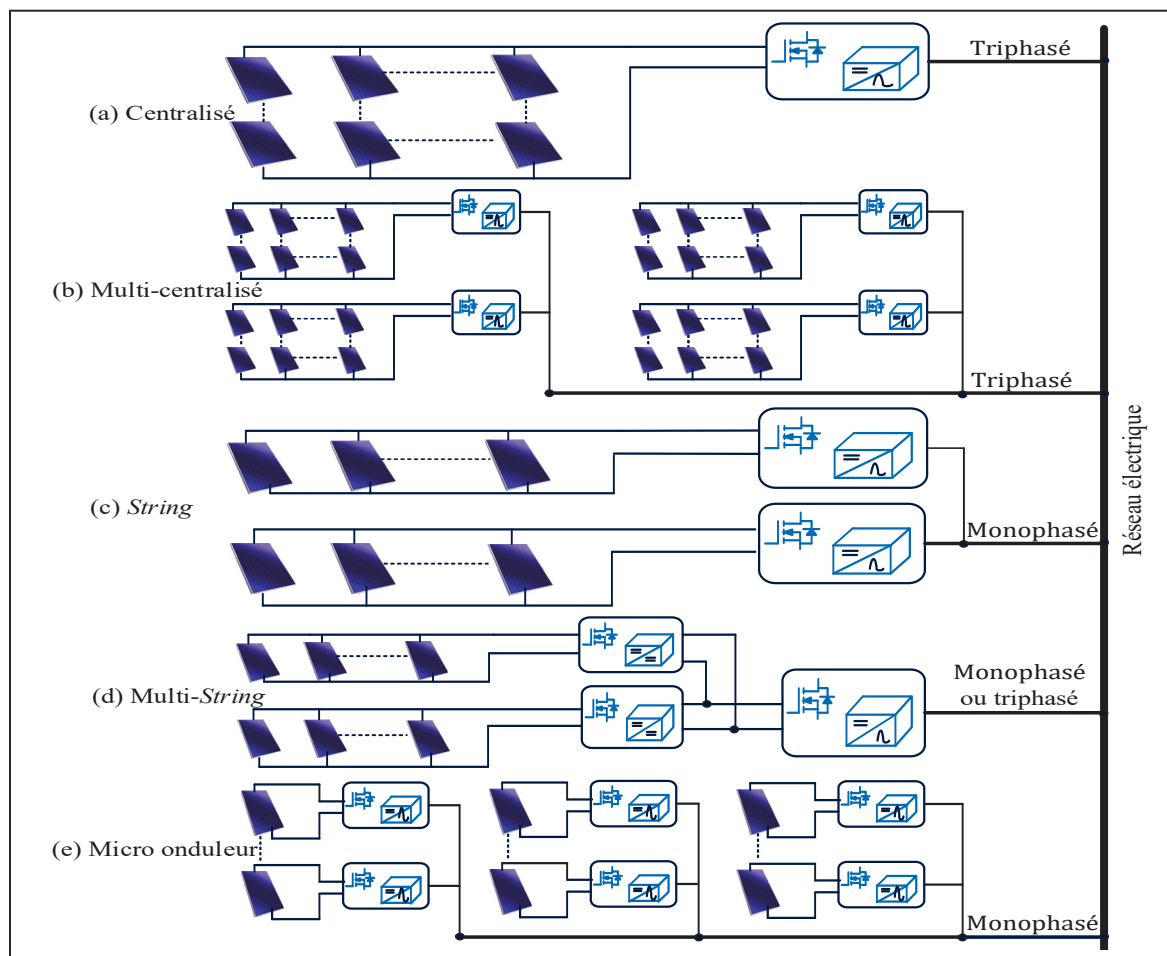 Triphasé
(a) Centralisé
(b) Multi-centralisé
Triphasé
(c) String
Monophasé
(d) Multi-String
Monophasé
ou triphasé
(e) Micro onduleur
Monophasé
Réseau électrique